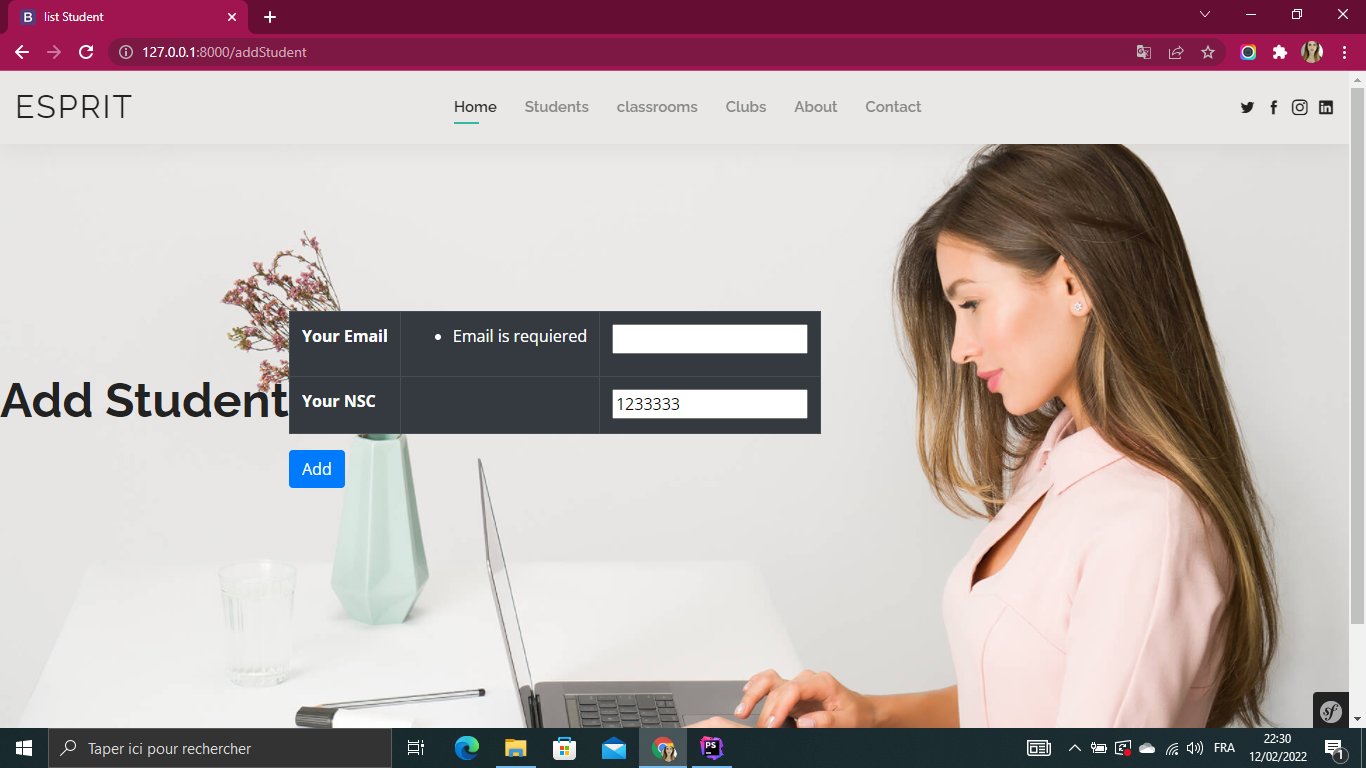 list Student
127.0.0.1:8000/addStudent
ESPRIT
Home Students classrooms Clubs About Contact
Your Email
Email is requiered
Add Student
Your NSC
1233333
Add
Taper ici pour rechercher
FRA
22:30
12/02/2022
1